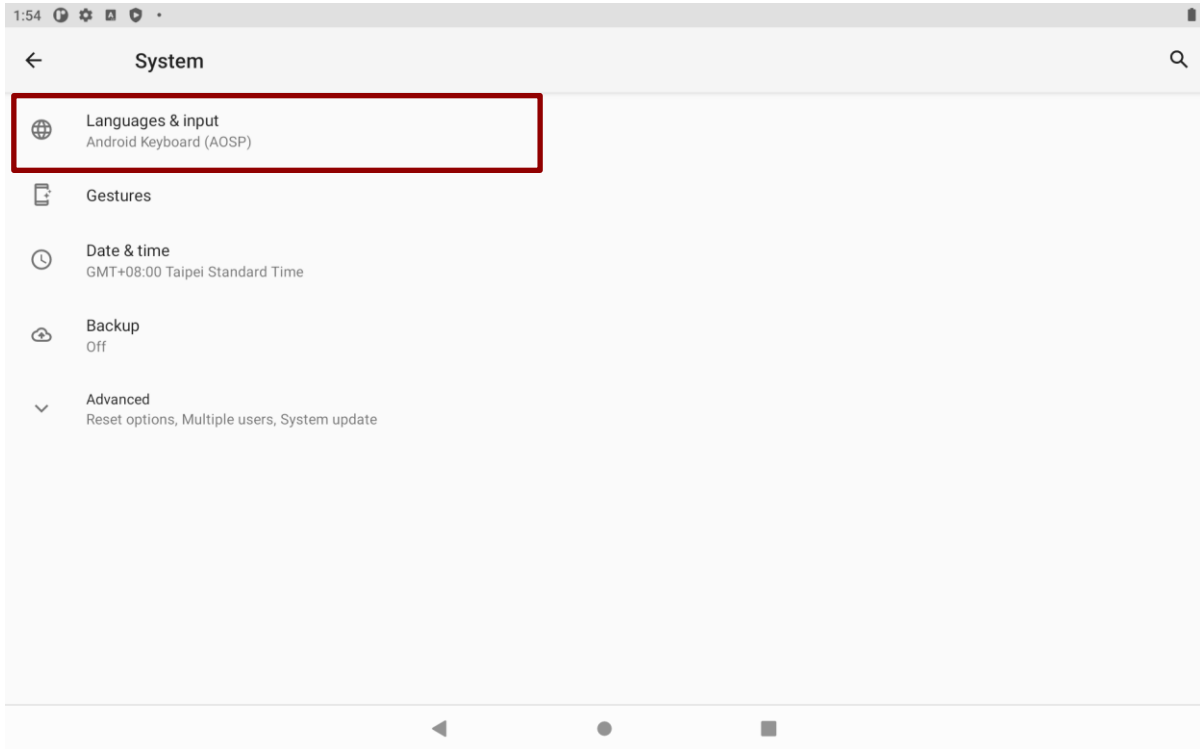 1:54
System
Languages & input
Android Keyboard (AOSP)
Gestures
Date & time
GMT+08:00 Taipei Standard Time
Backup
Off
Advanced
Reset options, Multiple users, System update